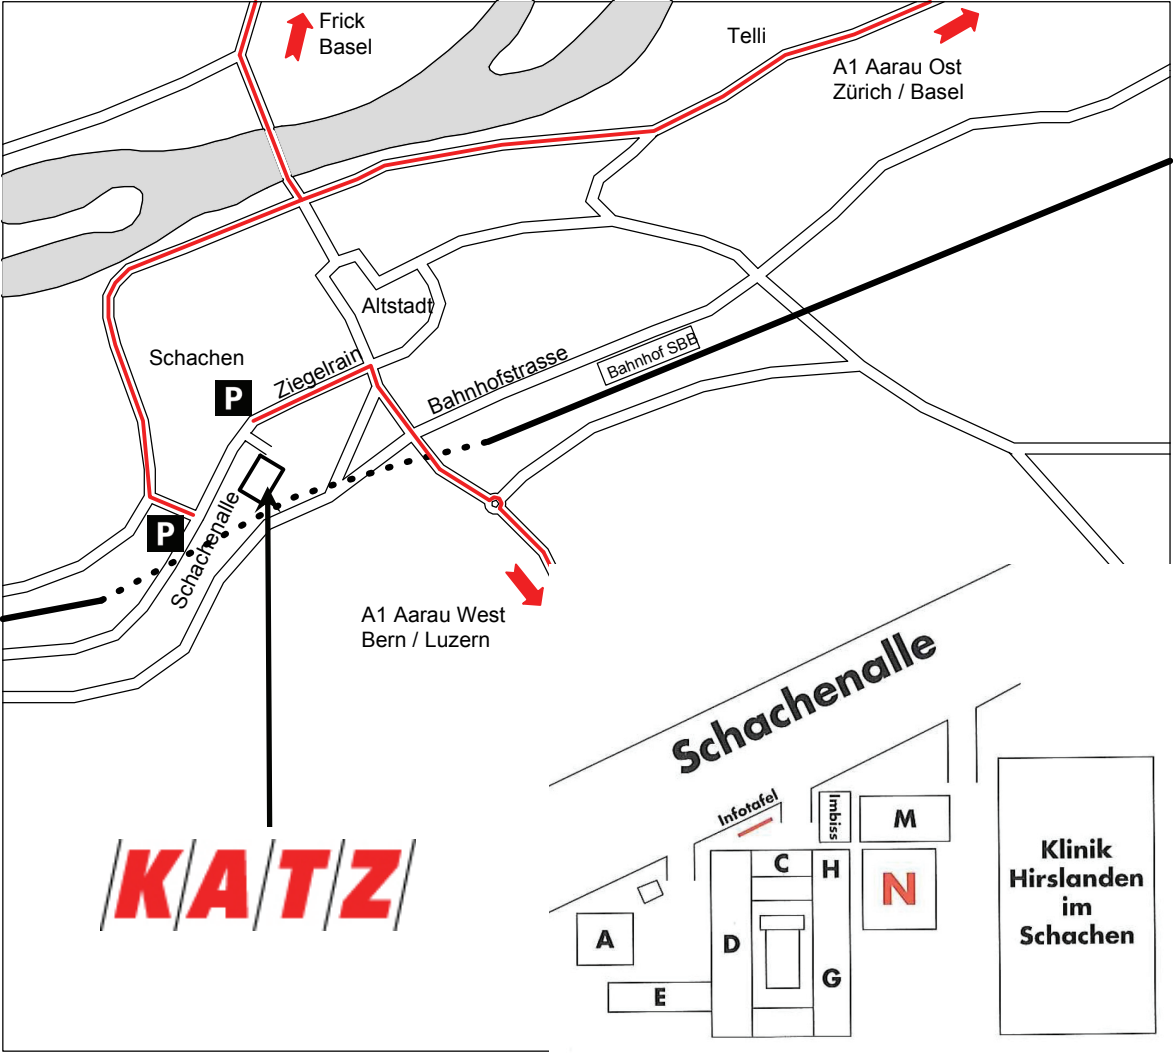 Frick
Basel
Telli
A1 Aarau Ost
Zürich / Basel
Altstadt
Schachen
Ziegelrain
P
Bahnhofstrasse
Bahnhof SBB
P
Schachenalle
A1 Aarau West
Bern / Luzern
KATZ
Schachenalle
Infotafel
Imbiss
M
C
H
N
Klinik
Hirslanden
im
Schachen
A
D
G
E